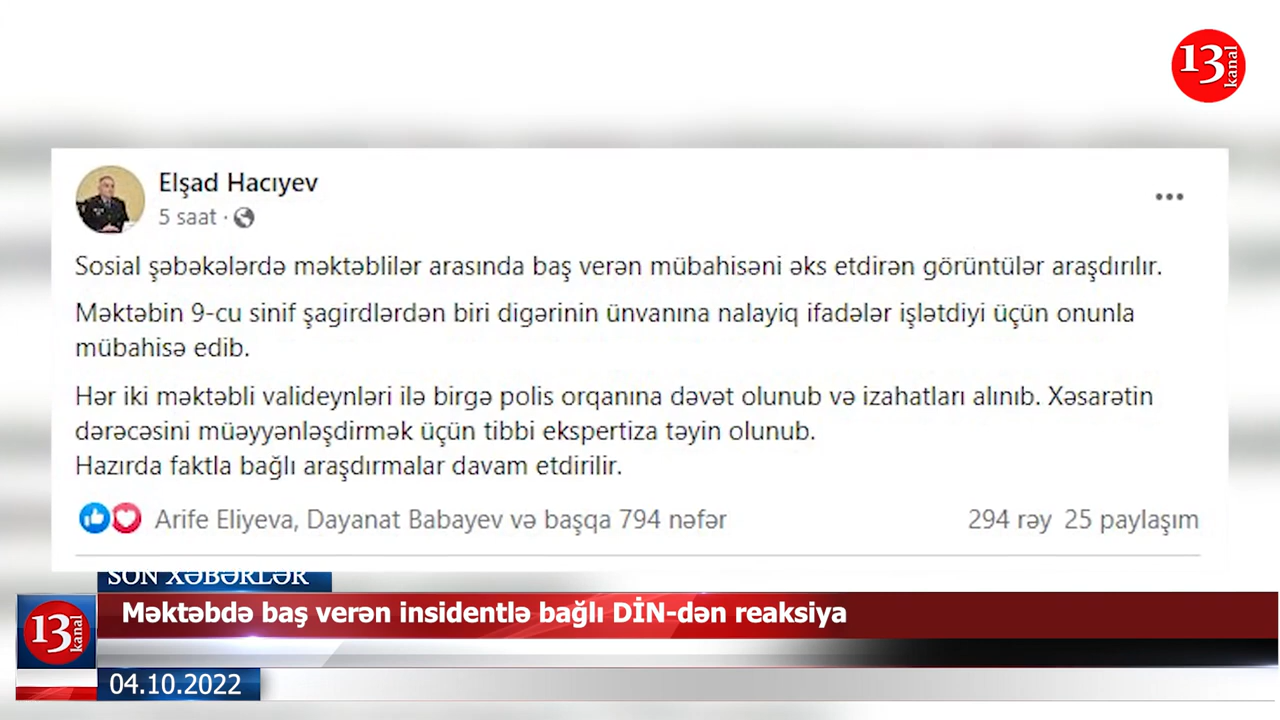 13 kanal
Elşad Hacıyev
5 saat ·
Sosial şəbəkələrdə məktəblilər arasında baş verən mübahisəni əks etdirən görüntülər araşdırılır.
Məktəbin 9-cu sinif şagirdlərdən biri digərinin ünvanına nalayiq ifadələr işlətdiyi üçün onunla
mübahisə edib.
Hər iki məktəbli valideynləri ilə birgə polis orqanına dəvət olunub və izahatları alınıb. Xəsarətin
dərəcəsini müəyyənləşdirmək üçün tibbi ekspertiza təyin olunub.
Hazırda faktla bağlı araşdırmalar davam etdirilir.
Arife Eliyeva, Dayanat Babayev və başqa 794 nəfər 294 rəy 25 paylaşım
SON XƏBƏRLƏR
Məktəbdə baş verən insidentlə bağlı DİN-dən reaksiya
13 kanal
04.10.2022